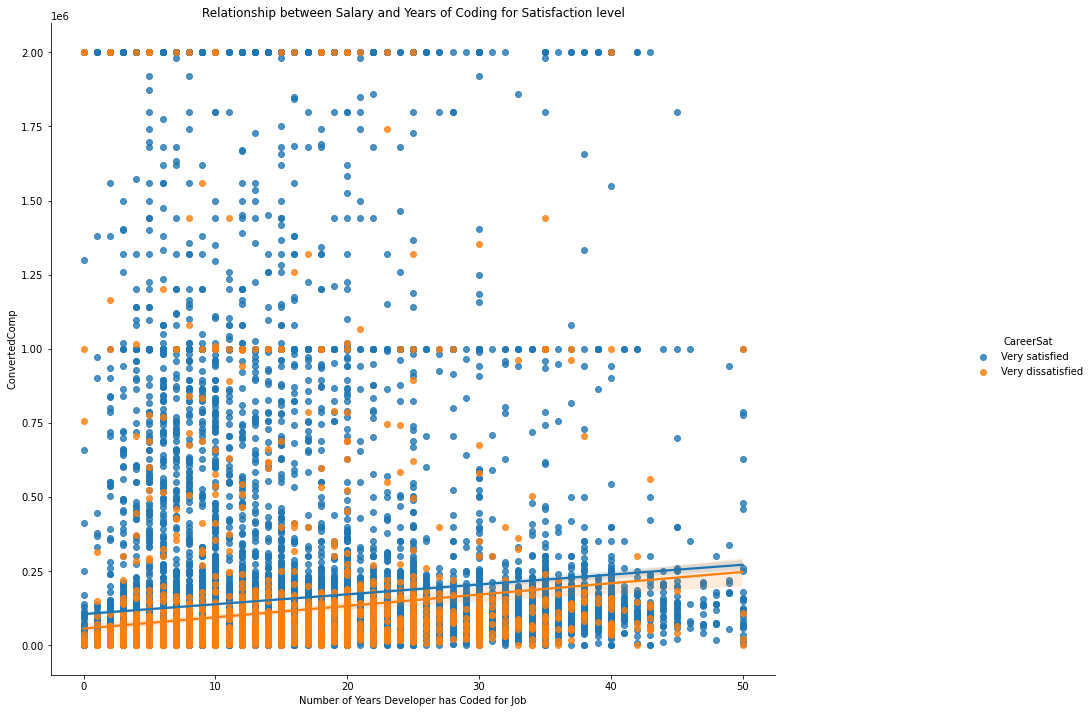 Relationship between Salary and Years of Coding for Satisfaction level
1e6
2.00
1.75
1.50
1.25
1.00
0.75
0.50
0.25
0.00
ConvertedComp
0 10 20 30 40 50
Number of Years Developer has Coded for Job
CareerSat
Very satisfied
Very dissatisfied